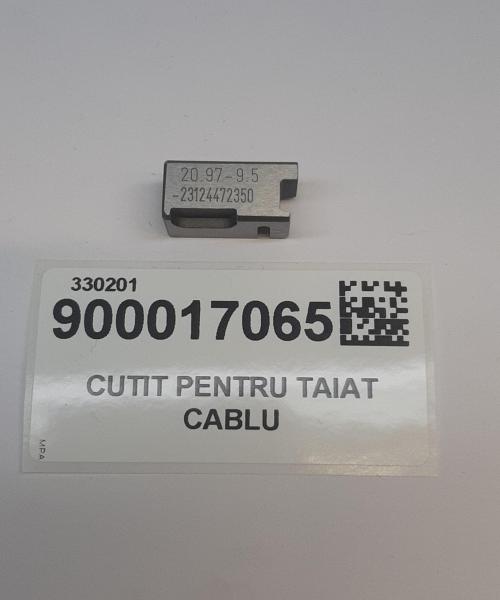 20.97-9.5
-23124472350
330201
900017065
CUTIT PENTRU TAIAT
CABLU
MPA